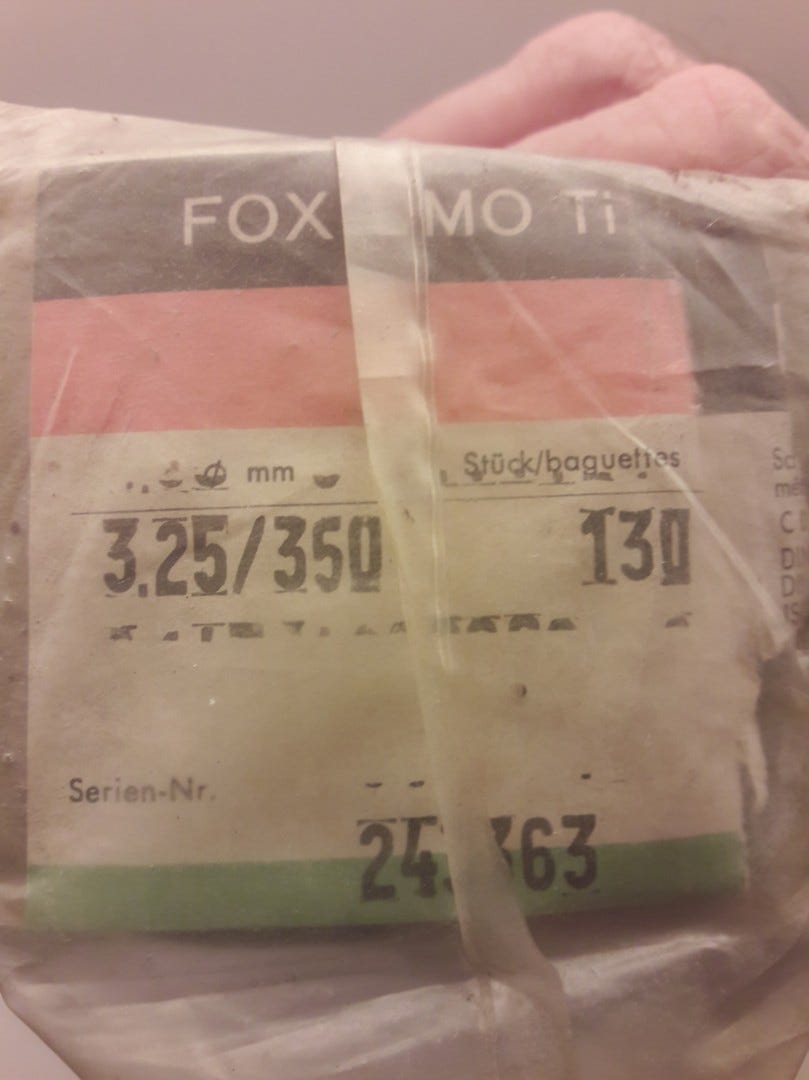 FOX MO Ti
mm Stück/baguettes
3.25/350 130
Serien-Nr.